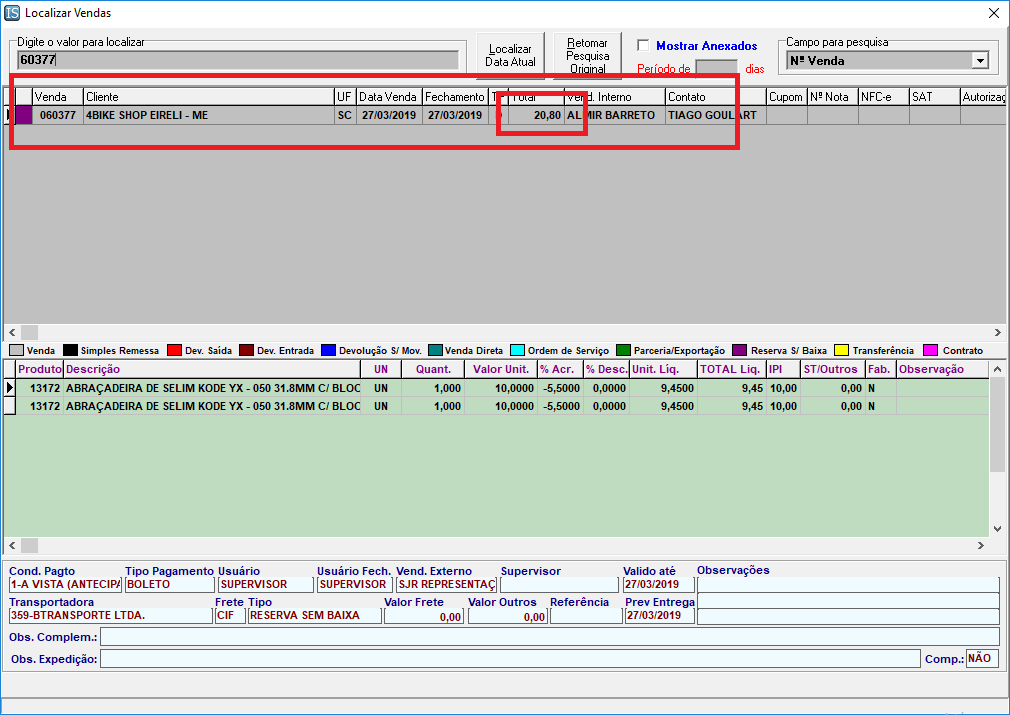 IS Localizar Vendas
Digite o valor para localizar
60377
Localizar
Data Atual
Retomar
Pesquisa
Original
Mostrar Anexados
Período de dias
Campo para pesquisa
Nº Venda
Venda Cliente UF Data Venda Fechamento Total Vend. Interno Contato Cupom Nº Nota NFC-e SAT Autorizaç
060377 4BIKE SHOP EIRELI - ME SC 27/03/2019 27/03/2019 20,80 ALMIR BARRETO TIAGO GOULART
Venda Simples Remessa Dev. Saída Dev. Entrada Devolução S/ Mov. Venda Direta Ordem de Serviço Parceria/Exportação Reserva S/ Baixa Transferência Contrato
Produto Descrição UN Quant. Valor Unit. % Acr. % Desc. Unit. Líq. TOTAL Líq. IPI ST/Outros Fab. Observação
13172 ABRAÇADEIRA DE SELIM KODE YX - 050 31.8MM C/ BLOC UN 1,000 10,0000 -5,5000 0,0000 9,4500 9,45 10,00 0,00 N
13172 ABRAÇADEIRA DE SELIM KODE YX - 050 31.8MM C/ BLOC UN 1,000 10,0000 -5,5000 0,0000 9,4500 9,45 10,00 0,00 N
Cond. Pagto Tipo Pagamento Usuário Usuário Fech. Vend. Externo Supervisor Valido até Observações
1-A VISTA (ANTECIPA BOLETO SUPERVISOR SUPERVISOR SJR REPRESENTAÇ 27/03/2019
Transportadora Frete Tipo Valor Frete Valor Outros Referência Prev Entrega
359-BTRANSPORTE LTDA. CIF RESERVA SEM BAIXA 0,00 0,00 27/03/2019
Obs. Complem.:
Obs. Expedição: Comp.: NÃO